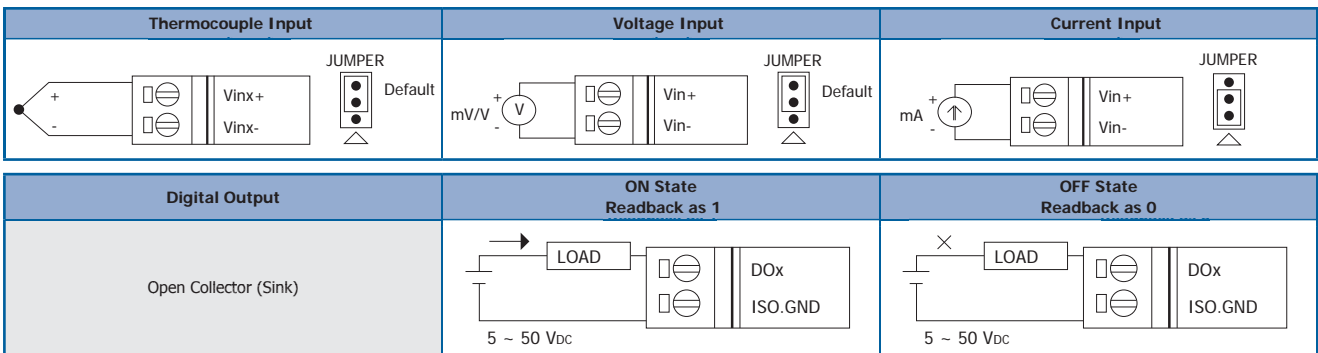 Thermocouple Input
Voltage Input
Current Input
JUMPER
+
-
Vinx+
Vinx-
Default
JUMPER
mV/V
+
-
V
Vin+
Vin-
Default
JUMPER
mA
+
-
Vin+
Vin-
Digital Output
ON State
Readback as 1
OFF State
Readback as 0
Open Collector (Sink)
LOAD
DOx
ISO.GND
5 ~ 50 VDC
LOAD
DOx
ISO.GND
5 ~ 50 VDC